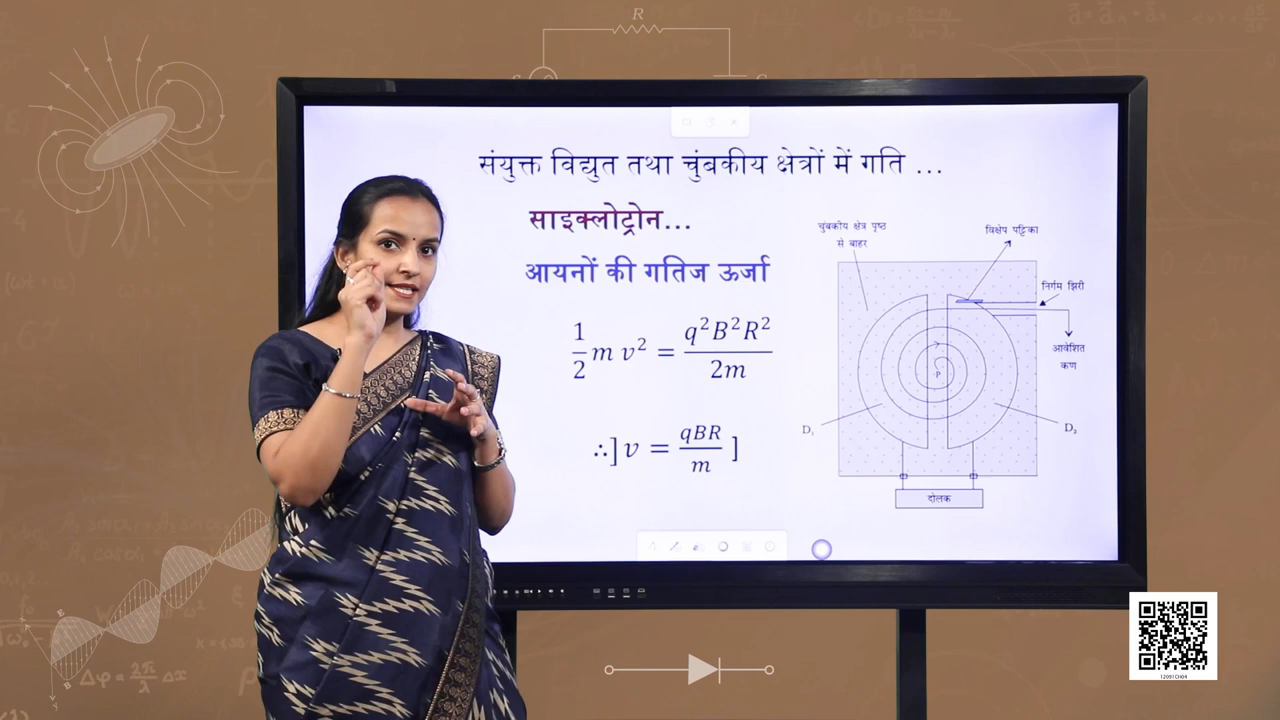 R
संयुक्त विद्युत तथा चुंबकीय क्षेत्रों में गति ...
साइक्लोट्रोन...
आयनों की गतिज ऊर्जा
1/2 m v² = q²B²R²/2m
∴] v = qBR/m ]
चुंबकीय क्षेत्र पृष्ठ
से बाहर
विक्षेप पट्टिका
निर्गम झिरी
आवेशित
कण
P
D₁
D₂
दोलक
12091CH04